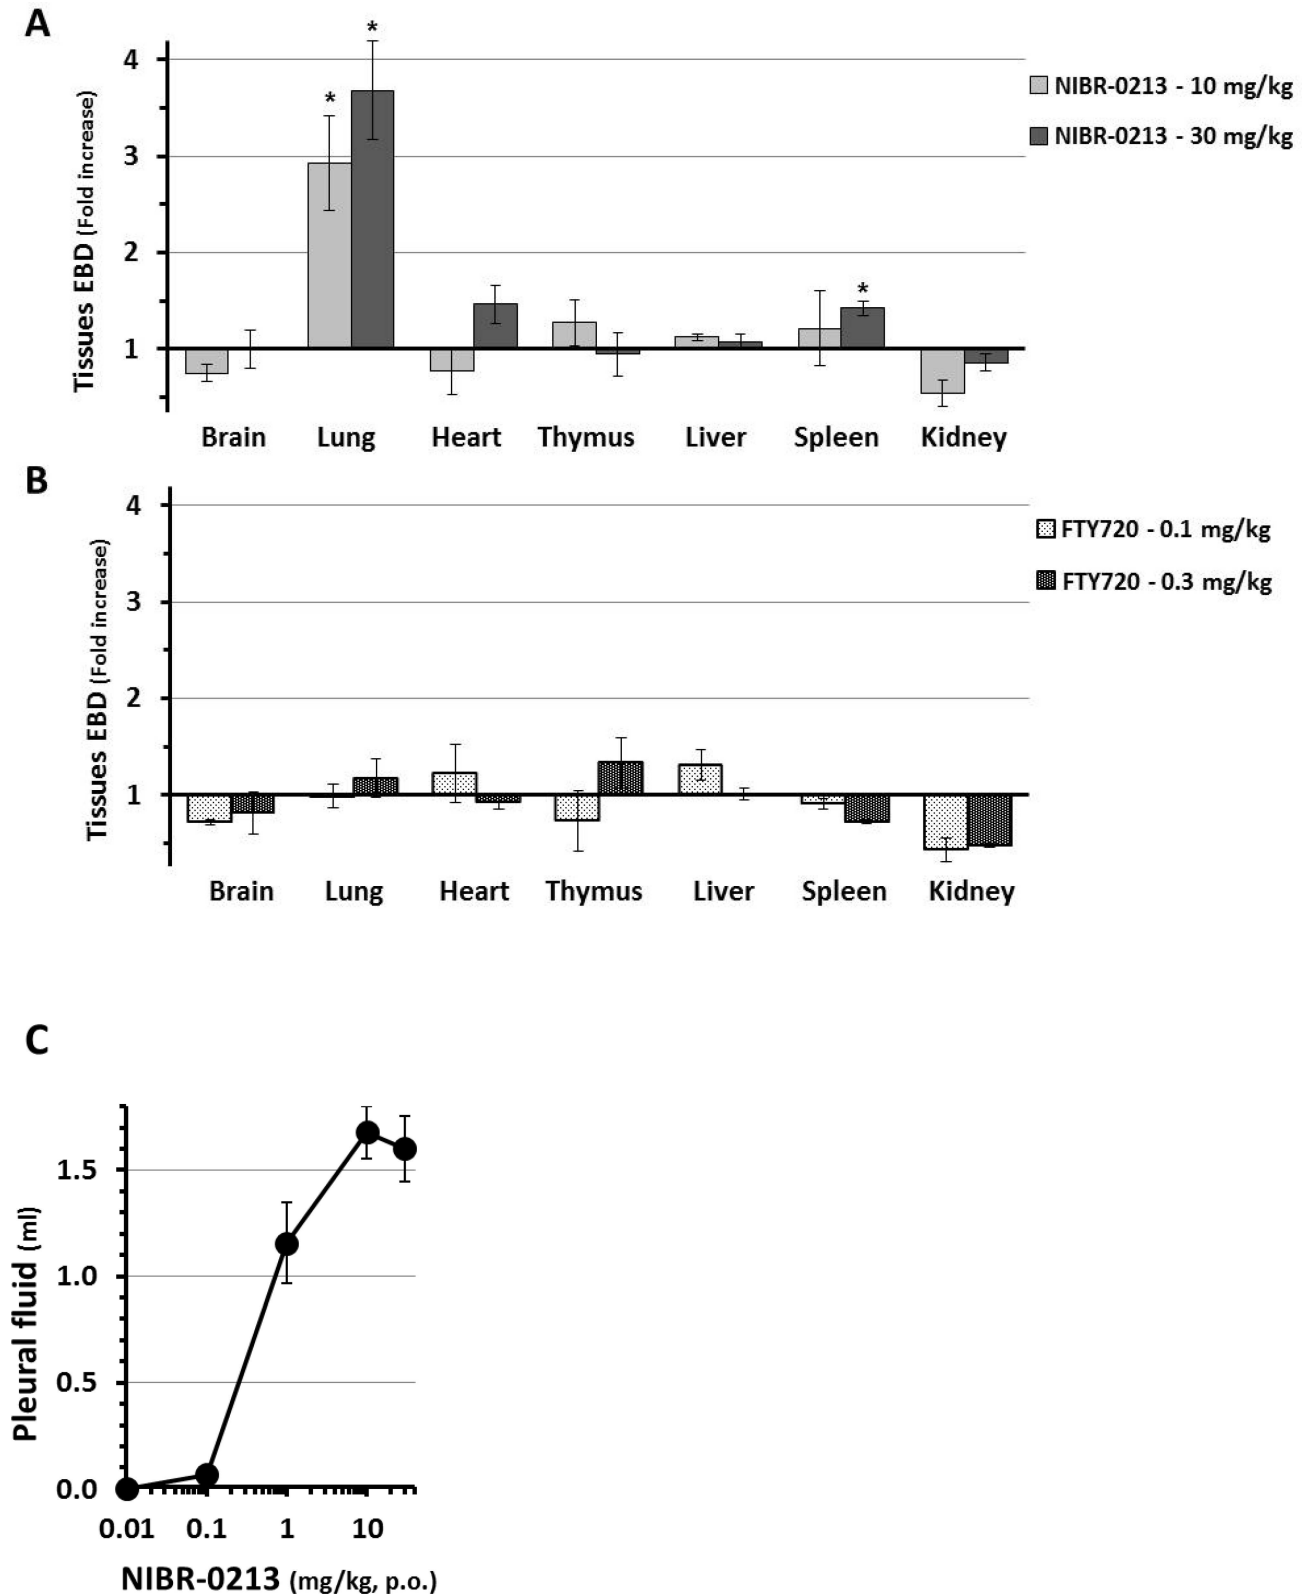 A
*
*
4
NIBR-0213 - 10 mg/kg
NIBR-0213 - 30 mg/kg
3
2
*
1
Tissues EBD (Fold increase)
Brain Lung Heart Thymus Liver Spleen Kidney
B
4
FTY720 - 0.1 mg/kg
FTY720 - 0.3 mg/kg
3
2
1
Tissues EBD (Fold increase)
Brain Lung Heart Thymus Liver Spleen Kidney
C
1.5
1.0
0.5
0.0
Pleural fluid (ml)
0.01 0.1 1 10
NIBR-0213 (mg/kg, p.o.)